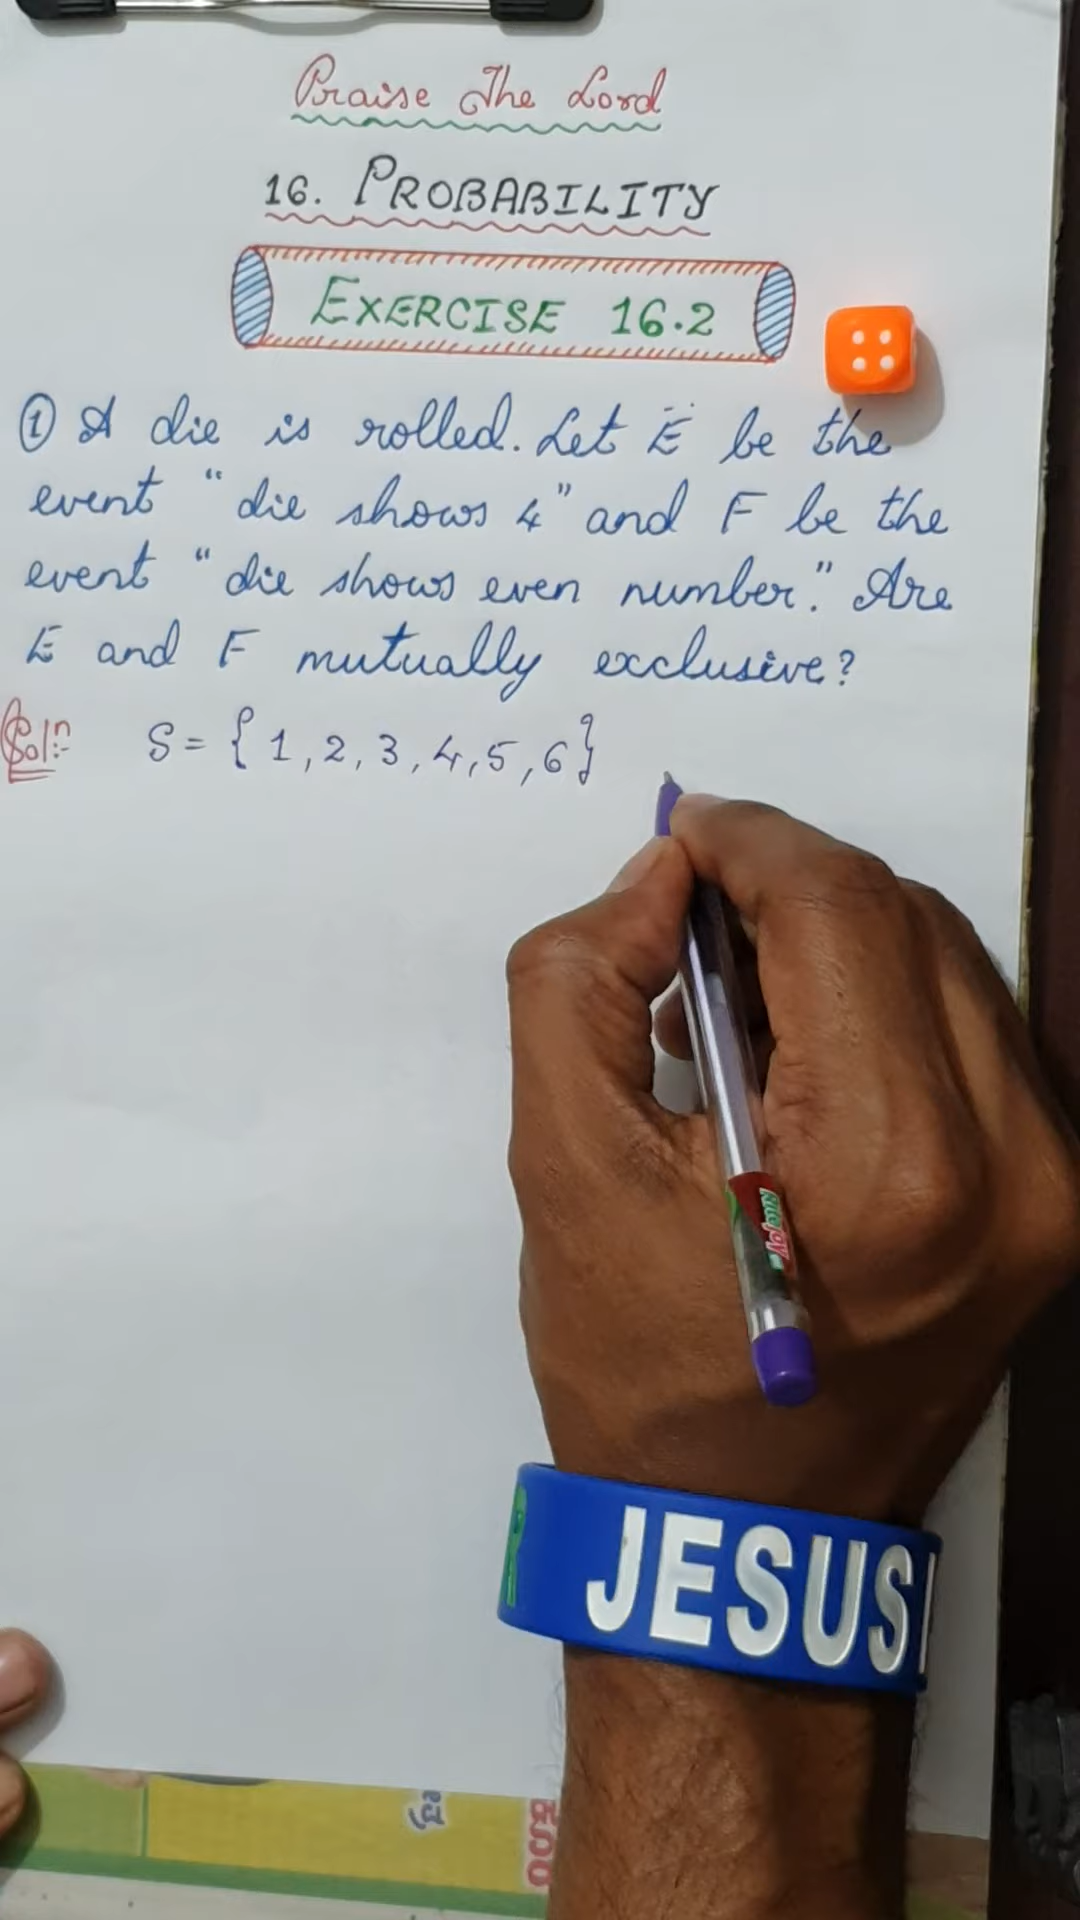 Praise The Lord
16. PROBABILITY
EXERCISE 16.2
① A die is rolled. Let E be the
event "die shows 4" and F be the
event "die shows even number." Are
E and F mutually exclusive?
Soln:- S = { 1, 2, 3, 4, 5, 6 }
JESUS